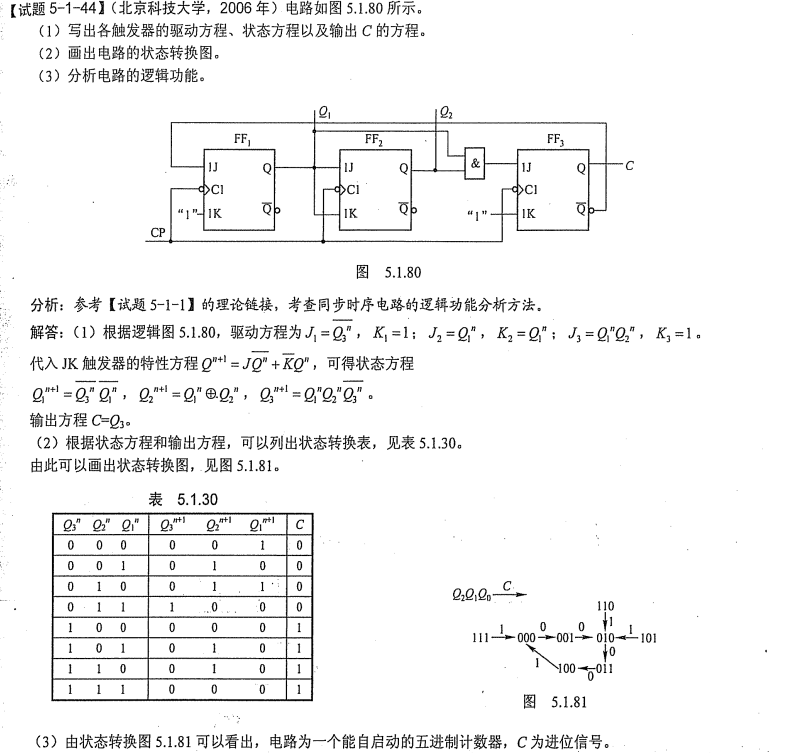 【试题 5-1-44】（北京科技大学，2006 年）电路如图 5.1.80 所示。
（1）写出各触发器的驱动方程、状态方程以及输出 C 的方程。
（2）画出电路的状态转换图。
（3）分析电路的逻辑功能。
Q₁ Q₂
FF₁ FF₂ FF₃
1J Q 1J Q & 1J Q C
C1 C1 C1
“1” 1K Q̅ 1K Q̅ “1” 1K Q̅
CP
图 5.1.80
分析：参考【试题 5-1-1】的理论链接，考查同步时序电路的逻辑功能分析方法。
解答：（1）根据逻辑图 5.1.80，驱动方程为 J₁ = \overline{Q₃ⁿ}，K₁ = 1；J₂ = Q₁ⁿ，K₂ = Q₁ⁿ；J₃ = Q₁ⁿQ₂ⁿ，K₃ = 1。
代入 JK 触发器的特性方程 Qⁿ⁺¹ = J\overline{Qⁿ} + \overline{K}Qⁿ，可得状态方程
Q₁ⁿ⁺¹ = \overline{Q₃ⁿ} \overline{Q₁ⁿ}，Q₂ⁿ⁺¹ = Q₁ⁿ ⊕ Q₂ⁿ，Q₃ⁿ⁺¹ = Q₁ⁿQ₂ⁿ\overline{Q₃ⁿ}。
输出方程 C=Q₃。
（2）根据状态方程和输出方程，可以列出状态转换表，见表 5.1.30。
由此可以画出状态转换图，见图 5.1.81。
表 5.1.30
Q₃ⁿ Q₂ⁿ Q₁ⁿ Q₃ⁿ⁺¹ Q₂ⁿ⁺¹ Q₁ⁿ⁺¹ C
0 0 0 0 0 1 0
0 0 1 0 1 0 0
0 1 0 0 1 1 0
0 1 1 1 0 0 0
1 0 0 0 0 0 1
1 0 1 0 1 0 1
1 1 0 0 1 0 1
1 1 1 0 0 0 1
Q₂Q₁Q₀ C
110
1 0 0 1 1
111 000 001 010 101
1 0
100 0 011
图 5.1.81
（3）由状态转换图 5.1.81 可以看出，电路为一个能自启动的五进制计数器，C 为进位信号。